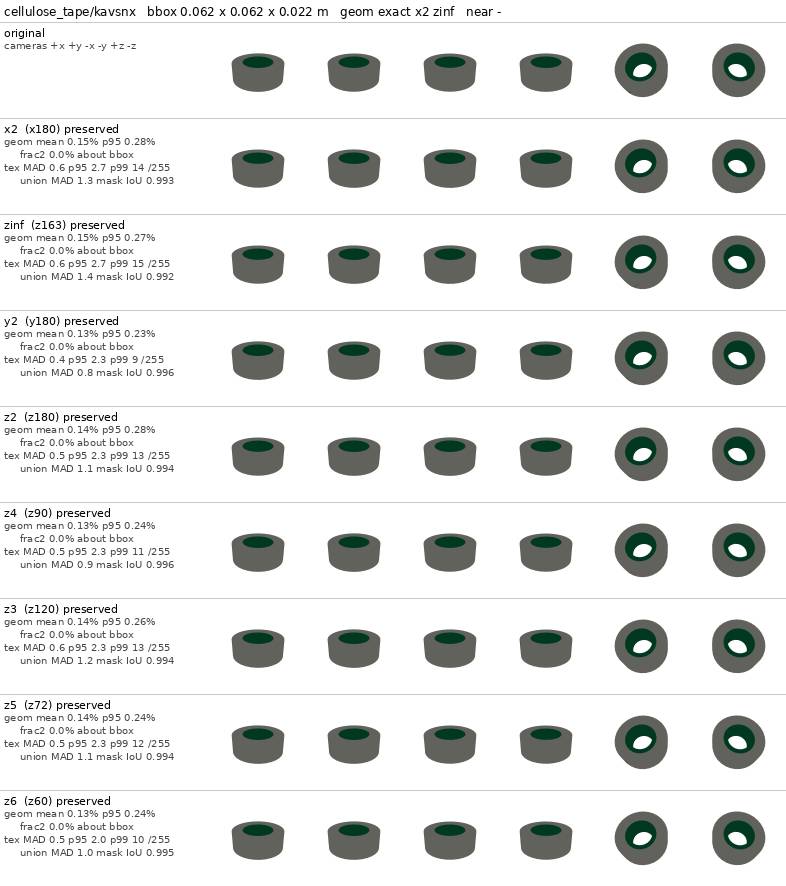 cellulose_tape/kavsnx bbox 0.062 x 0.062 x 0.022 m geom exact x2 zinf near -
original
cameras +x +y -x -y +z -z
x2 (x180) preserved
geom mean 0.15% p95 0.28%
frac2 0.0% about bbox
tex MAD 0.6 p95 2.7 p99 14 /255
union MAD 1.3 mask IoU 0.993
zinf (z163) preserved
geom mean 0.15% p95 0.27%
frac2 0.0% about bbox
tex MAD 0.6 p95 2.7 p99 15 /255
union MAD 1.4 mask IoU 0.992
y2 (y180) preserved
geom mean 0.13% p95 0.23%
frac2 0.0% about bbox
tex MAD 0.4 p95 2.3 p99 9 /255
union MAD 0.8 mask IoU 0.996
z2 (z180) preserved
geom mean 0.14% p95 0.28%
frac2 0.0% about bbox
tex MAD 0.5 p95 2.3 p99 13 /255
union MAD 1.1 mask IoU 0.994
z4 (z90) preserved
geom mean 0.13% p95 0.24%
frac2 0.0% about bbox
tex MAD 0.5 p95 2.3 p99 11 /255
union MAD 0.9 mask IoU 0.996
z3 (z120) preserved
geom mean 0.14% p95 0.26%
frac2 0.0% about bbox
tex MAD 0.6 p95 2.3 p99 13 /255
union MAD 1.2 mask IoU 0.994
z5 (z72) preserved
geom mean 0.14% p95 0.24%
frac2 0.0% about bbox
tex MAD 0.5 p95 2.3 p99 12 /255
union MAD 1.1 mask IoU 0.994
z6 (z60) preserved
geom mean 0.13% p95 0.24%
frac2 0.0% about bbox
tex MAD 0.5 p95 2.0 p99 10 /255
union MAD 1.0 mask IoU 0.995